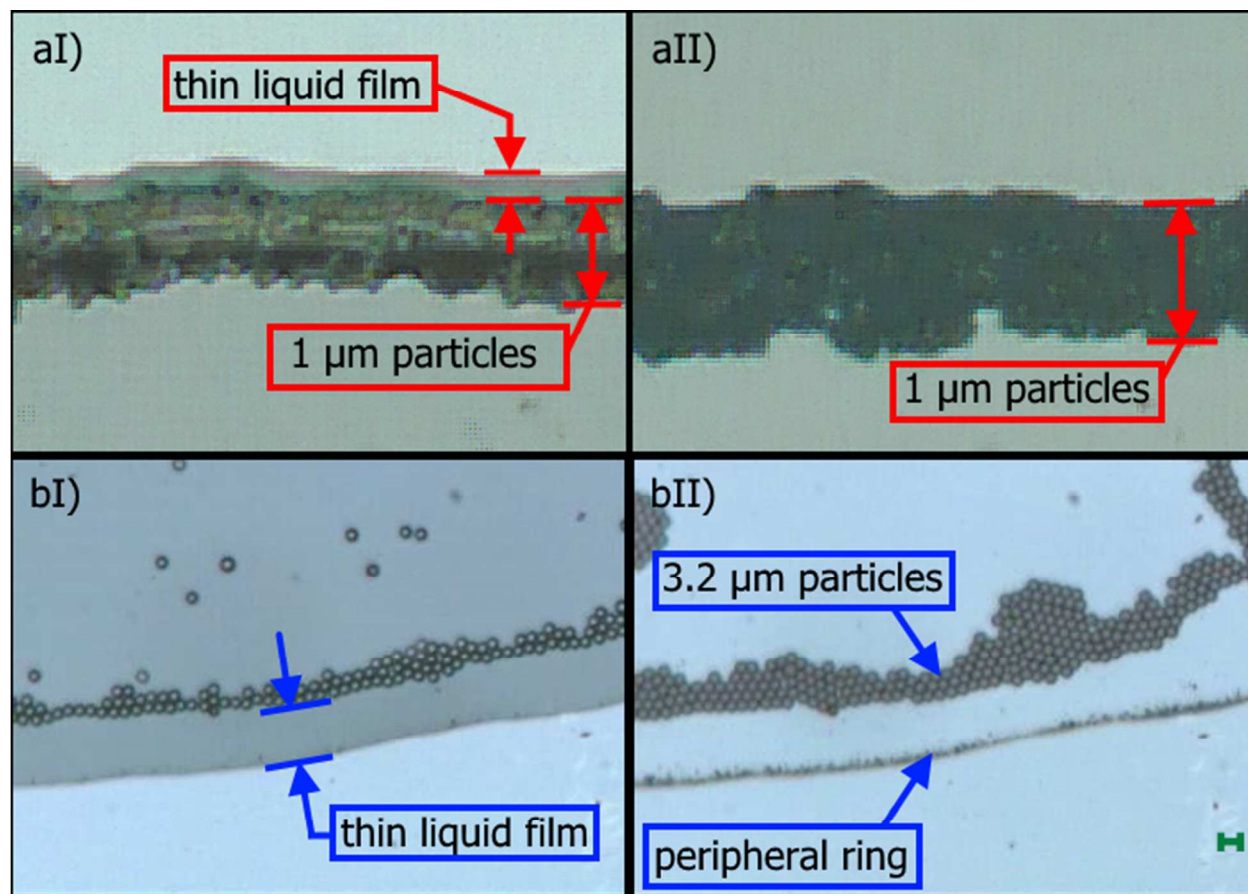 aI)
thin liquid film
1 µm particles
aII)
1 µm particles
bI)
thin liquid film
bII)
3.2 µm particles
peripheral ring